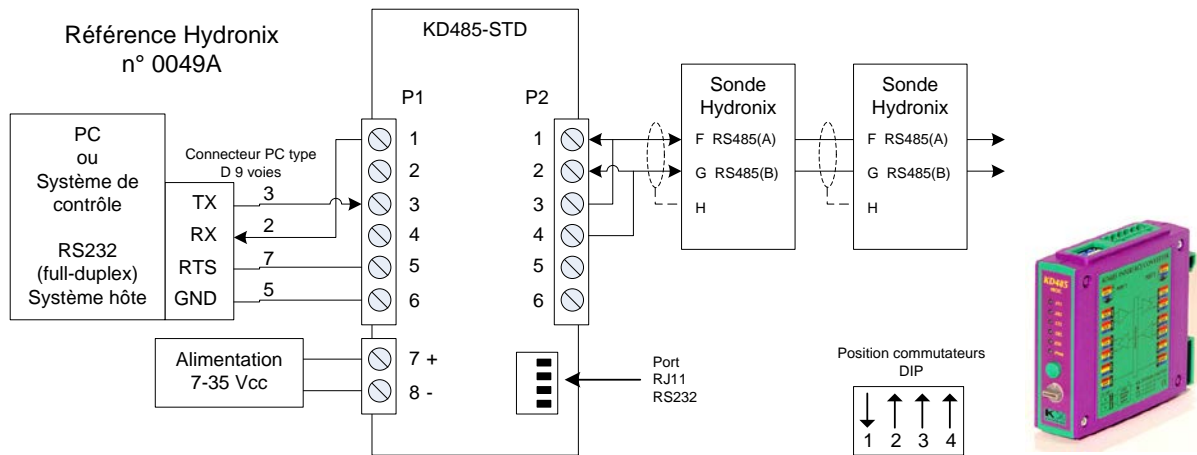 Référence Hydronix
n° 0049A
KD485-STD
P1
P2
PC
ou
Système de
contrôle
RS232
(full-duplex)
Système hôte
Connecteur PC type
D 9 voies
TX
3
RX
2
RTS
7
GND
5
1
2
3
4
5
6
7 +
8 -
1
2
3
4
5
6
Alimentation
7-35 Vcc
Port
RJ11
RS232
Sonde
Hydronix
F RS485(A)
G RS485(B)
H
Sonde
Hydronix
F RS485(A)
G RS485(B)
H
Position commutateurs
DIP
1 2 3 4
KD485